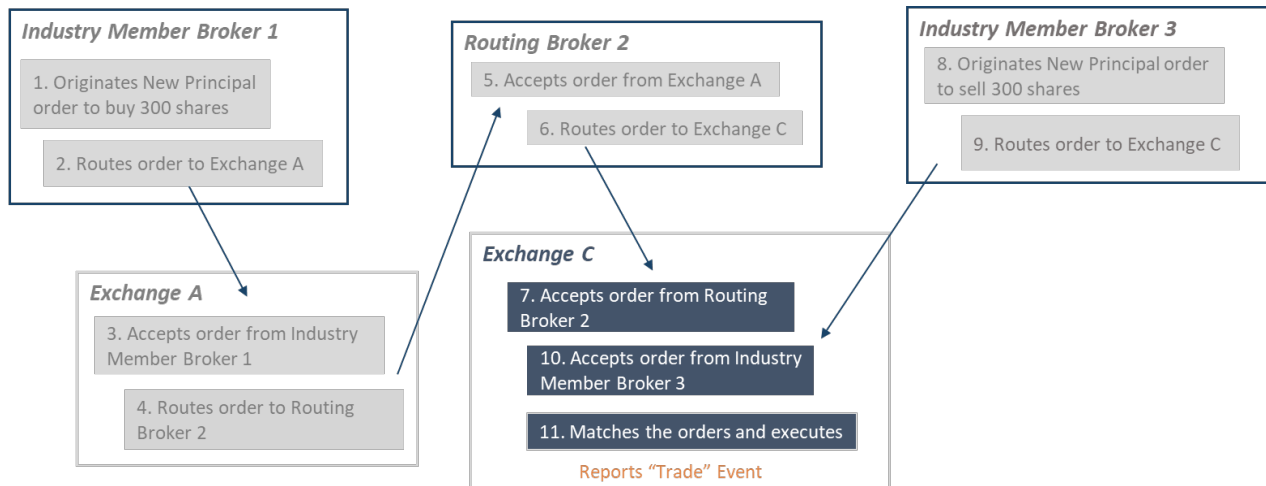 Industry Member Broker 1
1. Originates New Principal
order to buy 300 shares
2. Routes order to Exchange A
Routing Broker 2
5. Accepts order from Exchange A
6. Routes order to Exchange C
Industry Member Broker 3
8. Originates New Principal order
to sell 300 shares
9. Routes order to Exchange C
Exchange A
3. Accepts order from Industry
Member Broker 1
4. Routes order to Routing
Broker 2
Exchange C
7. Accepts order from Routing
Broker 2
10. Accepts order from Industry
Member Broker 3
11. Matches the orders and executes
Reports “Trade” Event